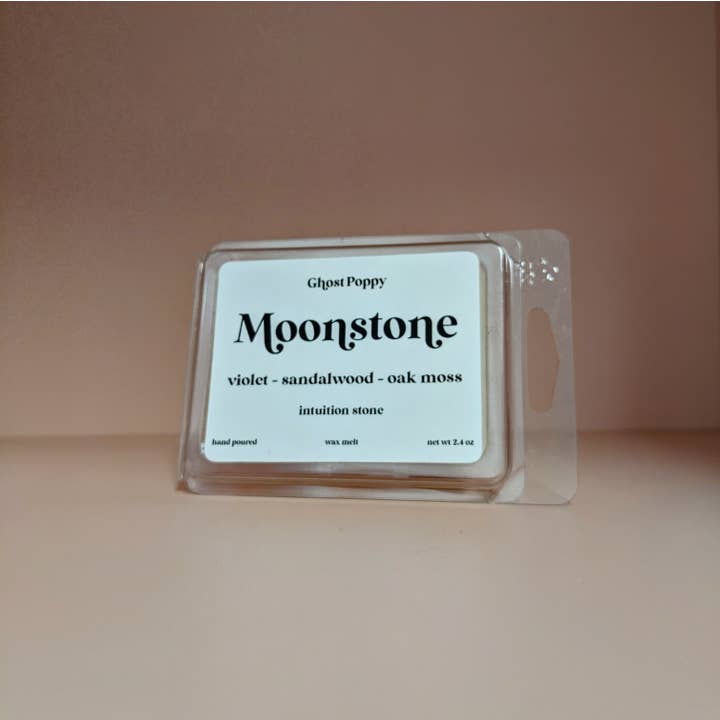 Ghost Poppy
Moonstone
violet - sandalwood - oak moss
intuition stone
hand poured wax melt net wt 2.4 oz